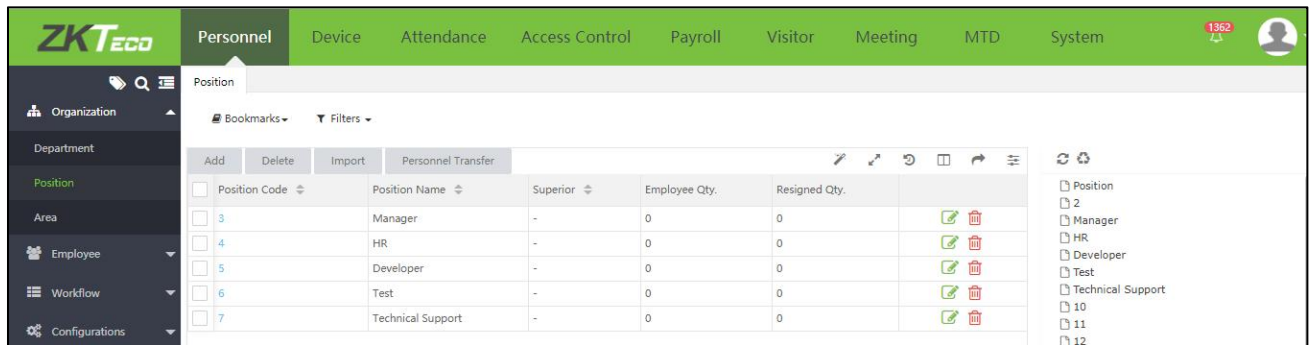 ZKTeco Personnel Device Attendance Access Control Payroll Visitor Meeting MTD System 1362
Position
Organization
Bookmarks Filters
Department
Add Delete Import Personnel Transfer
Position Code Position Name Superior Employee Qty. Resigned Qty.
Position
3 Manager - 0 0
Area
4 HR - 0 0
Employee
5 Developer - 0 0
Workflow
6 Test - 0 0
Configurations
7 Technical Support - 0 0
Position
2
Manager
HR
Developer
Test
Technical Support
10
11
12